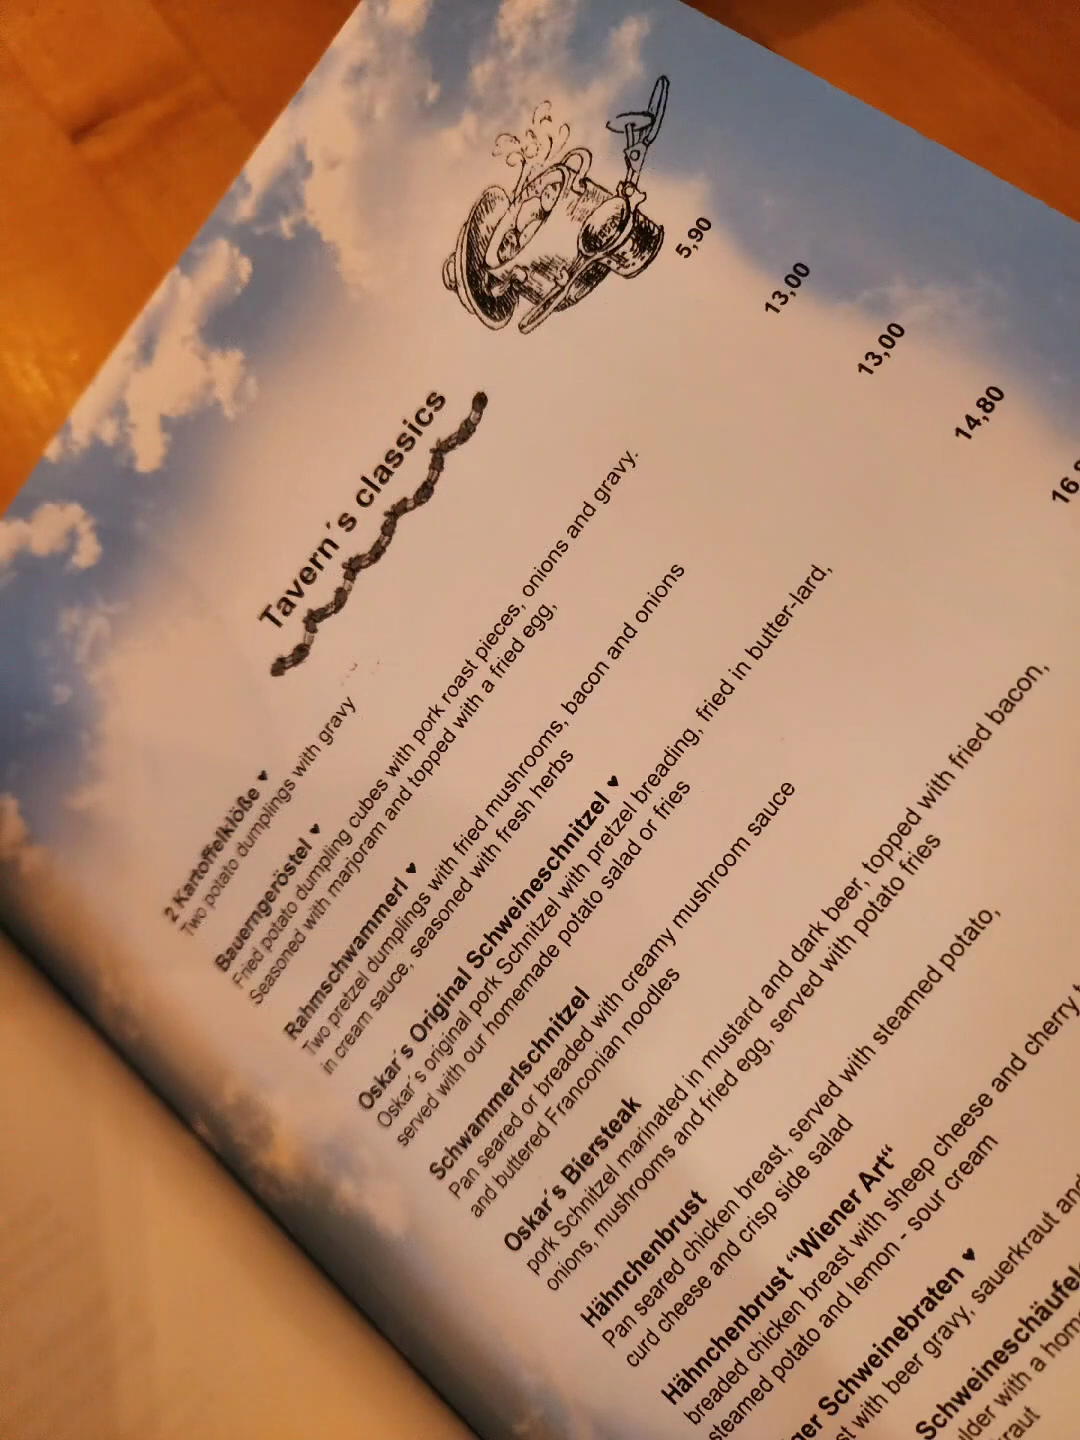 Tavern´s classics
2 Kartoffelklöße ♥
Two potato dumplings with gravy
5,90
Bauerngeröstel ♥
Fried potato dumpling cubes with pork roast pieces, onions and gravy.
Seasoned with marjoram and topped with a fried egg,
13,00
Rahmschwammerl ♥
Two pretzel dumplings with fried mushrooms, bacon and onions
in cream sauce, seasoned with fresh herbs
13,00
Oskar´s Original Schweineschnitzel ♥
Oskar´s original pork Schnitzel with pretzel breading, fried in butter-lard,
served with our homemade potato salad or fries
14,80
Schwammerlschnitzel
Pan seared or breaded with creamy mushroom sauce
and buttered Franconian noodles
Oskar´s Biersteak
pork Schnitzel marinated in mustard and dark beer, topped with fried bacon,
onions, mushrooms and fried egg, served with potato fries
Hähnchenbrust
Pan seared chicken breast, served with steamed potato,
curd cheese and crisp side salad
Hähnchenbrust “Wiener Art“
breaded chicken breast with sheep cheese and cherry
steamed potato and lemon - sour cream
Schweinebraten ♥
with beer gravy, sauerkraut and
with a